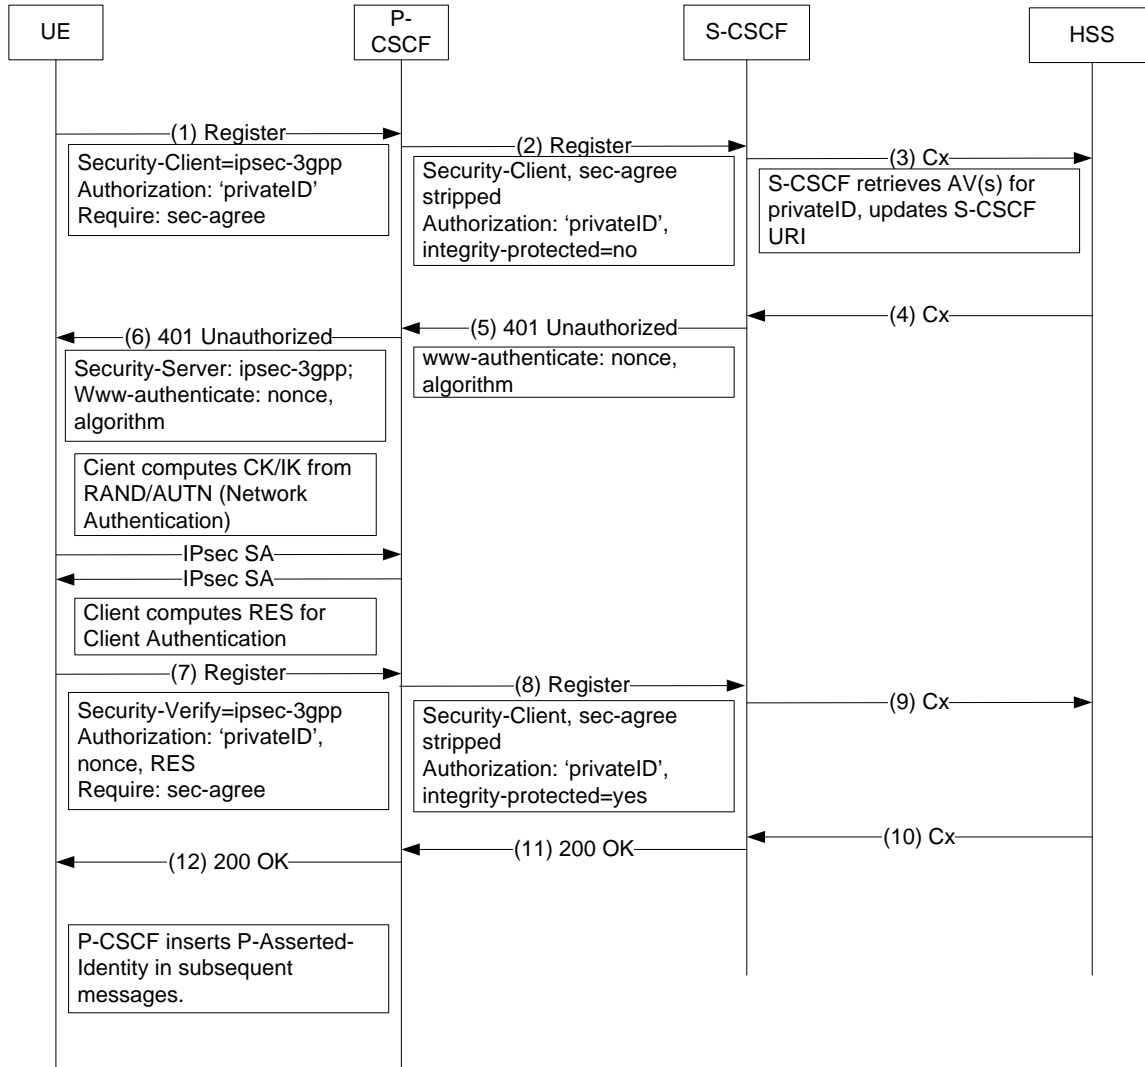 UE
P-
CSCF
S-CSCF
HSS
(1) Register
(2) Register
(3) Cx
Security-Client=ipsec-3gpp
Authorization: ‘privateID’
Require: sec-agree
Security-Client, sec-agree
stripped
Authorization: ‘privateID’,
integrity-protected=no
S-CSCF retrieves AV(s) for
privateID, updates S-CSCF
URI
(4) Cx
(5) 401 Unauthorized
(6) 401 Unauthorized
www-authenticate: nonce,
algorithm
Security-Server: ipsec-3gpp;
Www-authenticate: nonce,
algorithm
Cient computes CK/IK from
RAND/AUTN (Network
Authentication)
IPsec SA
IPsec SA
Client computes RES for
Client Authentication
(7) Register
(8) Register
(9) Cx
Security-Verify=ipsec-3gpp
Authorization: ‘privateID’,
nonce, RES
Require: sec-agree
Security-Client, sec-agree
stripped
Authorization: ‘privateID’,
integrity-protected=yes
(10) Cx
(11) 200 OK
(12) 200 OK
P-CSCF inserts P-Asserted-
Identity in subsequent
messages.